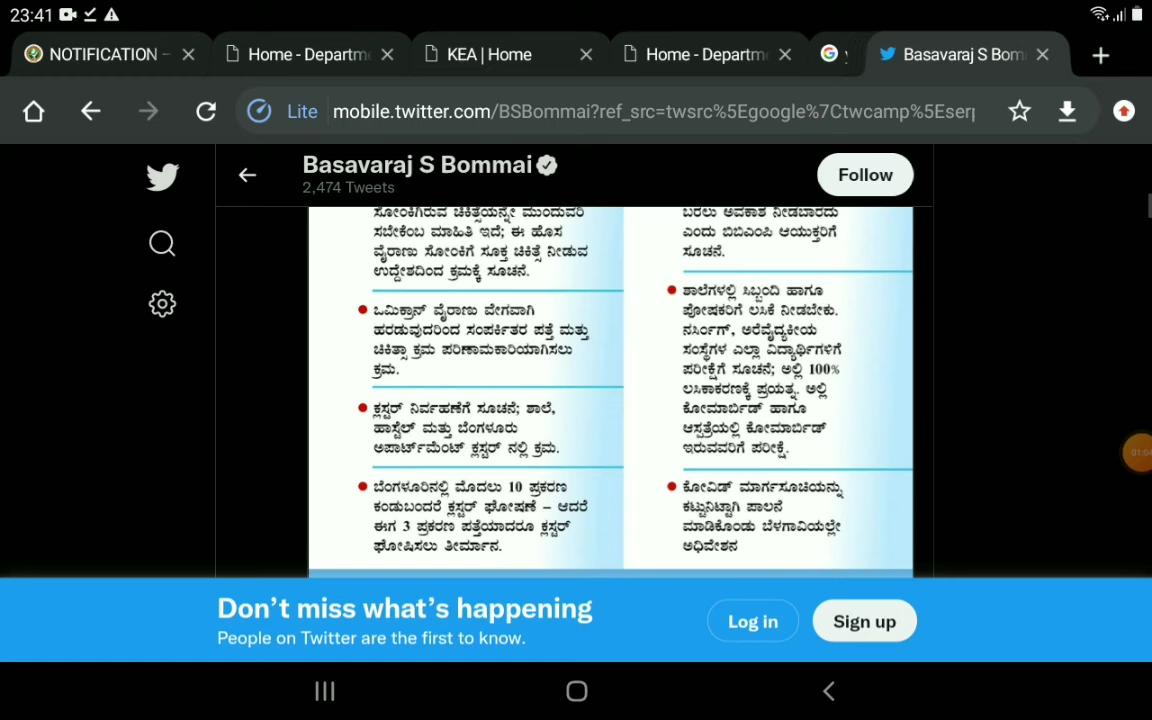 23:41
NOTIFICATION -
Home - Departme
KEA | Home
Home - Departme
Basavaraj S Bom
Lite
mobile.twitter.com/BSBommai?ref_src=twsrc%5Egoogle%7Ctwcamp%5Eserp
Basavaraj S Bommai
2,474 Tweets
Follow
ಸೋಂಕಿಗಿರುವ ಚಿಕಿತ್ಸೆಯನ್ನೇ ಮುಂದುವರಿ
ಸಬೇಕೆಂಬ ಮಾಹಿತಿ ಇದೆ; ಈ ಹೊಸ
ವೈರಾಣು ಸೋಂಕಿಗೆ ಸೂಕ್ತ ಚಿಕಿತ್ಸೆ ನೀಡುವ
ಉದ್ದೇಶದಿಂದ ಕ್ರಮಕ್ಕೆ ಸೂಚನೆ.
ಒಮಿಕ್ರಾನ್ ವೈರಾಣು ವೇಗವಾಗಿ
ಹರಡುವುದರಿಂದ ಸಂಪರ್ಕಿತರ ಪತ್ತೆ ಮತ್ತು
ಚಿಕಿತ್ಸಾ ಕ್ರಮ ಪರಿಣಾಮಕಾರಿಯಾಗಿಸಲು
ಕ್ರಮ.
ಕ್ಲಸ್ಟರ್ ನಿರ್ವಹಣೆಗೆ ಸೂಚನೆ; ಶಾಲೆ,
ಹಾಸ್ಟೆಲ್ ಮತ್ತು ಬೆಂಗಳೂರು
ಅಪಾರ್ಟ್‌ಮೆಂಟ್ ಕ್ಲಸ್ಟರ್ ನಲ್ಲಿ ಕ್ರಮ.
ಬೆಂಗಳೂರಿನಲ್ಲಿ ಮೊದಲು 10 ಪ್ರಕರಣ
ಕಂಡುಬಂದರೆ ಕ್ಲಸ್ಟರ್ ಘೋಷಣೆ – ಆದರೆ
ಈಗ 3 ಪ್ರಕರಣ ಪತ್ತೆಯಾದರೂ ಕ್ಲಸ್ಟರ್
ಘೋಷಿಸಲು ತೀರ್ಮಾನ.
ಬರಲು ಅವಕಾಶ ನೀಡಬಾರದು
ಎಂದು ಬಿಬಿಎಂಪಿ ಆಯುಕ್ತರಿಗೆ
ಸೂಚನೆ.
ಶಾಲೆಗಳಲ್ಲಿ ಸಿಬ್ಬಂದಿ ಹಾಗೂ
ಪೋಷಕರಿಗೆ ಲಸಿಕೆ ನೀಡಬೇಕು.
ನರ್ಸಿಂಗ್, ಅರೆವೈದ್ಯಕೀಯ
ಸಂಸ್ಥೆಗಳ ಎಲ್ಲಾ ವಿದ್ಯಾರ್ಥಿಗಳಿಗೆ
ಪರೀಕ್ಷೆಗೆ ಸೂಚನೆ; ಅಲ್ಲಿ 100%
ಲಸಿಕಾಕರಣಕ್ಕೆ ಪ್ರಯತ್ನ. ಅಲ್ಲಿ
ಕೋಮಾರ್ಬಿಡ್ ಹಾಗೂ
ಆಸ್ಪತ್ರೆಯಲ್ಲಿ ಕೋಮಾರ್ಬಿಡ್
ಇರುವವರಿಗೆ ಪರೀಕ್ಷೆ.
ಕೋವಿಡ್ ಮಾರ್ಗಸೂಚಿಯನ್ನು
ಕಟ್ಟುನಿಟ್ಟಾಗಿ ಪಾಲನೆ
ಮಾಡಿಕೊಂಡು ಬೆಳಗಾವಿಯಲ್ಲೇ
ಅಧಿವೇಶನ
01:04
Don't miss what's happening
People on Twitter are the first to know.
Log in
Sign up